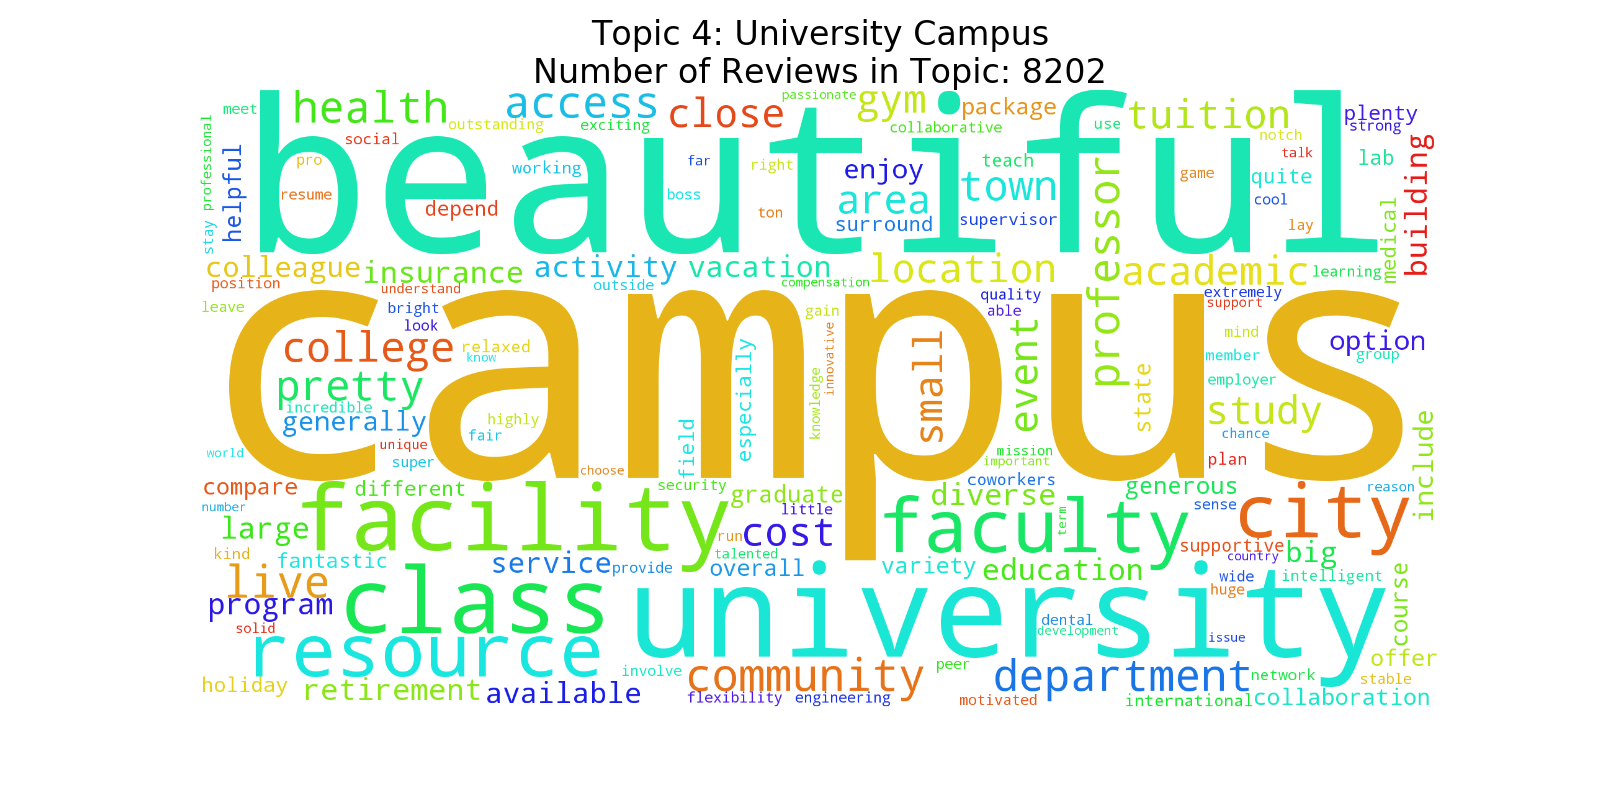 Topic 4: University Campus
Number of Reviews in Topic: 8202
meet
health
access
close
passionate
gym
package
tuition
plenty
strong
outstanding
exciting
collaborative
use
notch
social
beautiful
professional
helpful
pro
working
far
right
enjoy
teach
talk
lab
building
resume
boss
area
town
game
quite
cool
depend
ton
surround
supervisor
lay
stay
professor
medical
colleague
insurance
activity
vacation
location
academic
learning
position
understand
outside
compensation
leave
bright
look
campus
gain
quality
able
extremely
support
college
relaxed
know
especially
knowledge
innovative
small
event
state
mind
option
member
group
pretty
incredible
generally
highly
employer
study
unique
fair
super
chance
world
choose
field
mission
important
plan
include
compare
different
security
graduate
coworkers
diverse
generous
reason
number
large
facility
little
cost
faculty
term
sense
city
kind
run
talented
supportive
country
big
fantastic
service
provide
overall
variety
education
wide
intelligent
live
huge
program
class
university
course
solid
dental
development
issue
resource
involve
community
peer
department
network
offer
stable
holiday
retirement
available
flexibility
engineering
motivated
international
collaboration